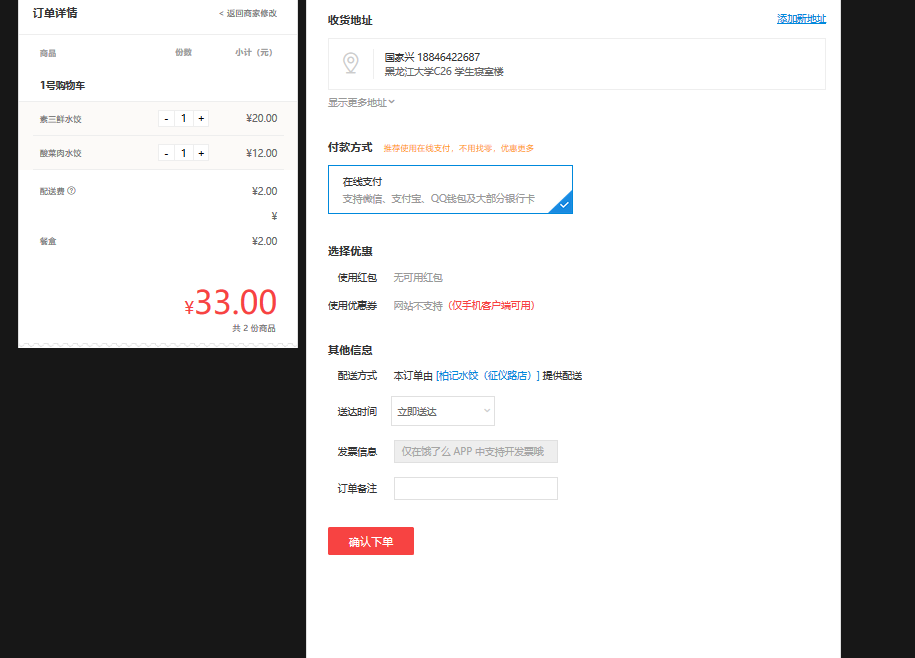 订单详情
< 返回商家修改
商品 份数 小计（元）
1号购物车
素三鲜水饺 - 1 + ¥20.00
酸菜肉水饺 - 1 + ¥12.00
配送费 ? ¥2.00
¥
餐盒 ¥2.00
¥33.00
共 2 份商品
收货地址
添加新地址
国家兴 18846422687
黑龙江大学C26 学生寝室楼
显示更多地址
付款方式 推荐使用在线支付，不用找零，优惠更多
在线支付
支持微信、支付宝、QQ钱包及大部分银行卡
选择优惠
使用红包 无可用红包
使用优惠券 网站不支持（仅手机客户端可用）
其他信息
配送方式 本订单由 [柏记水饺（征仪路店）] 提供配送
送达时间 立即送达
发票信息 仅在饿了么 APP 中支持开发票哦
订单备注
确认下单